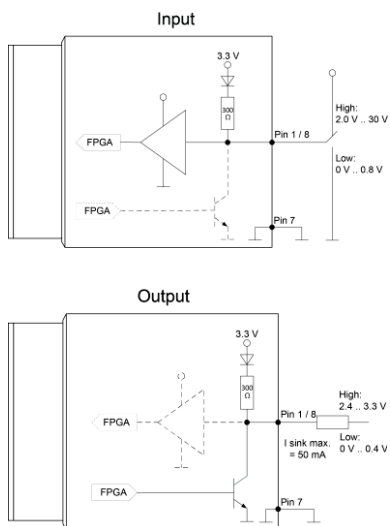 Input
3.3 V
300
Ω
High:
2.0 V .. 30 V
Pin 1 / 8
FPGA
Low:
0 V .. 0.8 V
FPGA
Pin 7
Output
3.3 V
300
Ω
High:
2.4 .. 3.3 V
Pin 1 / 8
I sink max.
= 50 mA
Low:
0 V .. 0.4 V
FPGA
FPGA
Pin 7